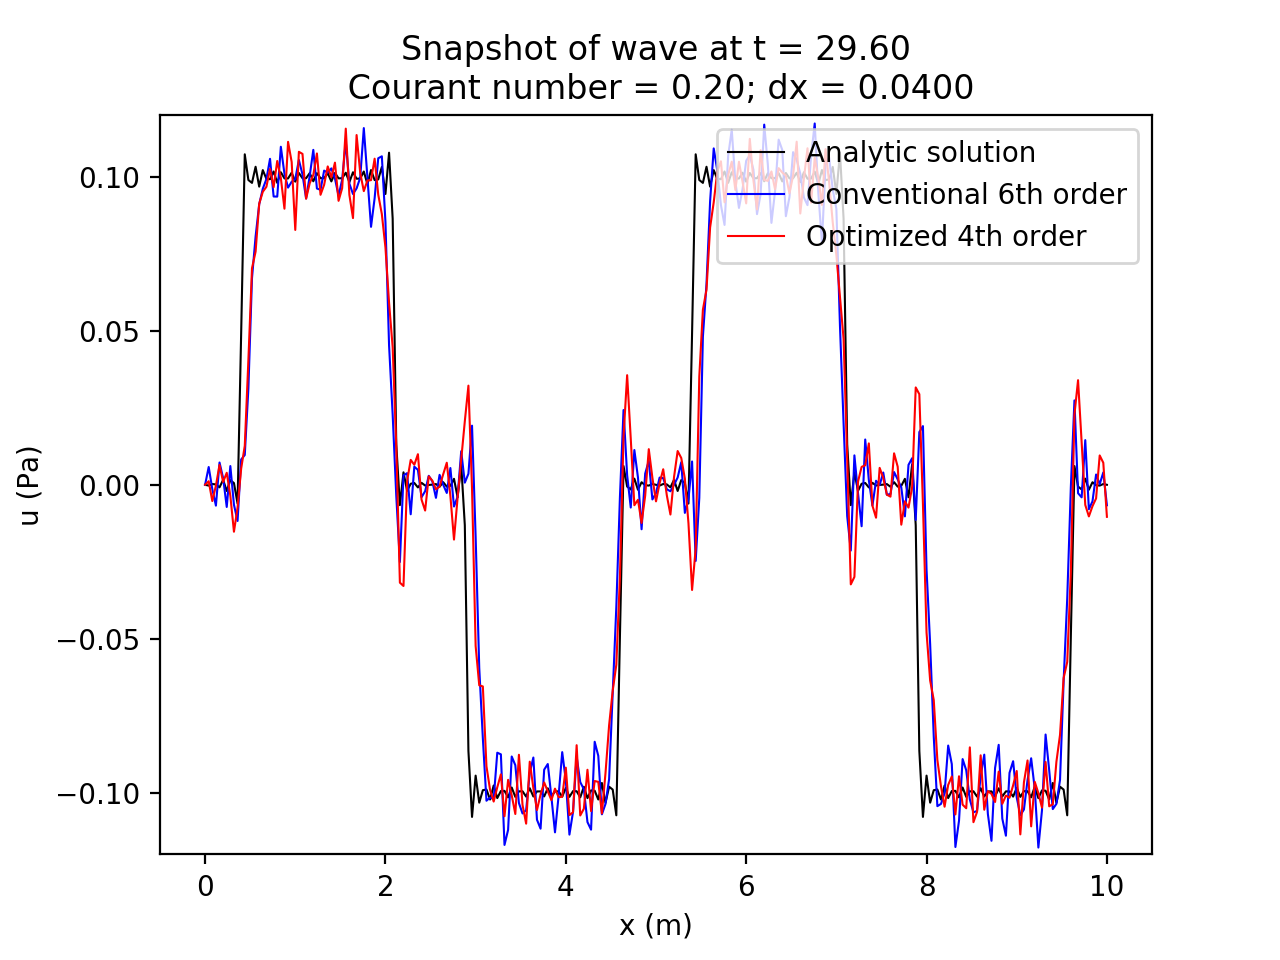 Snapshot of wave at t = 29.60
Courant number = 0.20; dx = 0.0400
Analytic solution
Conventional 6th order
Optimized 4th order
0.10
0.05
0.00
−0.05
−0.10
u (Pa)
0 2 4 6 8 10
x (m)